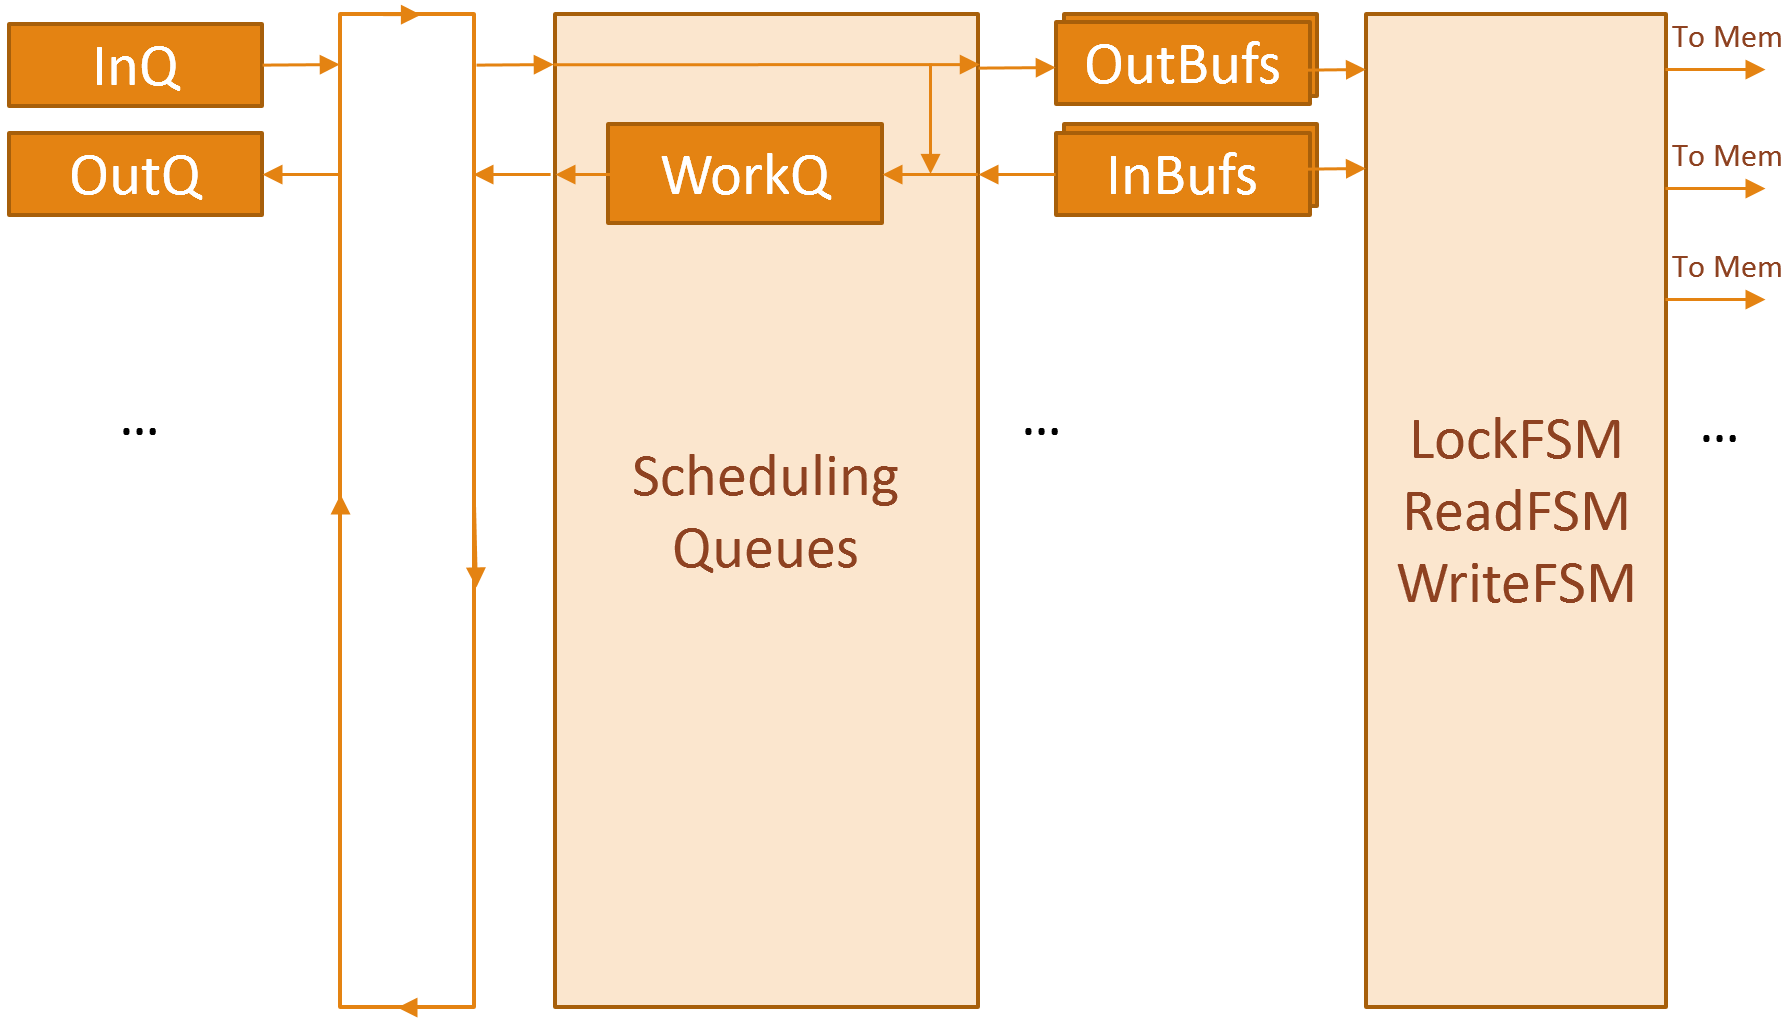 InQ
OutBufs
To Mem
OutQ
WorkQ
InBufs
To Mem
To Mem
...
...
...
Scheduling
Queues
LockFSM
ReadFSM
WriteFSM